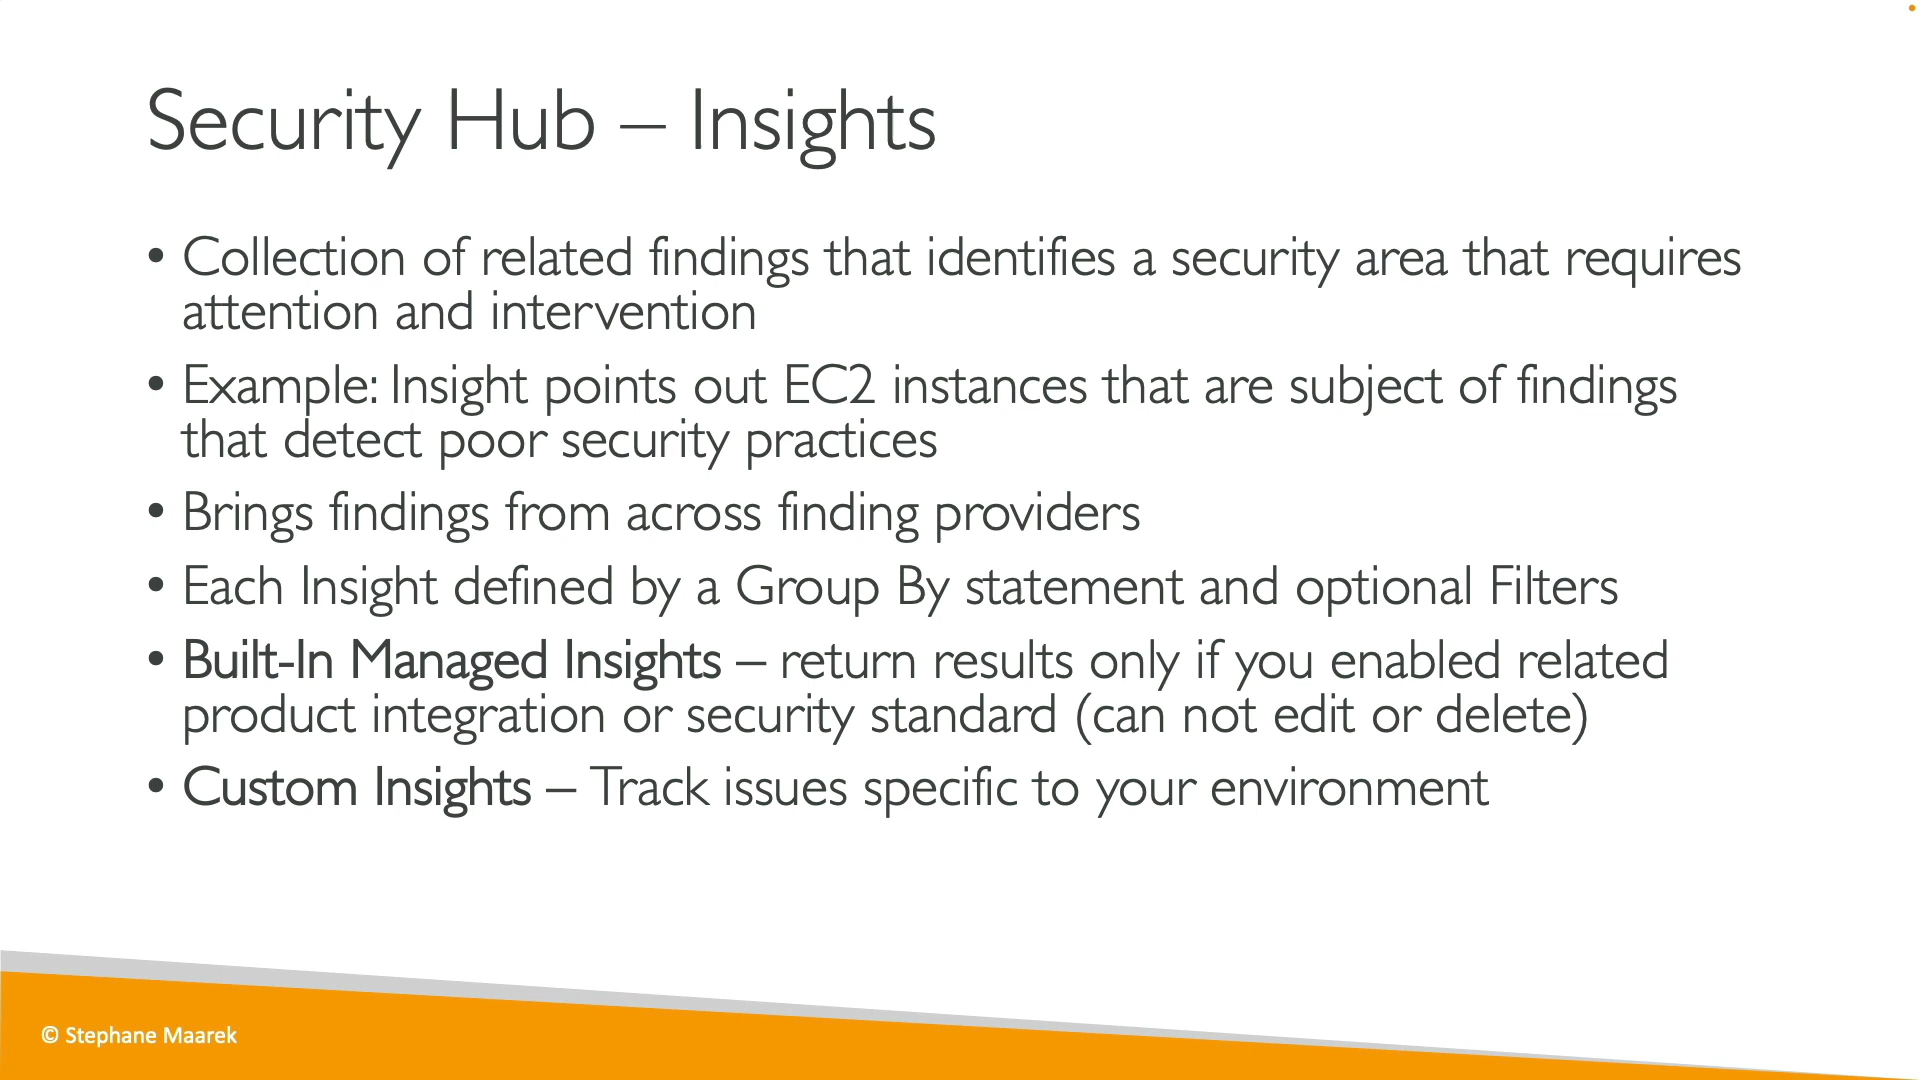 Security Hub – Insights
• Collection of related findings that identifies a security area that requires
attention and intervention
• Example: Insight points out EC2 instances that are subject of findings
that detect poor security practices
• Brings findings from across finding providers
• Each Insight defined by a Group By statement and optional Filters
• Built-In Managed Insights – return results only if you enabled related
product integration or security standard (can not edit or delete)
• Custom Insights – Track issues specific to your environment
© Stephane Maarek